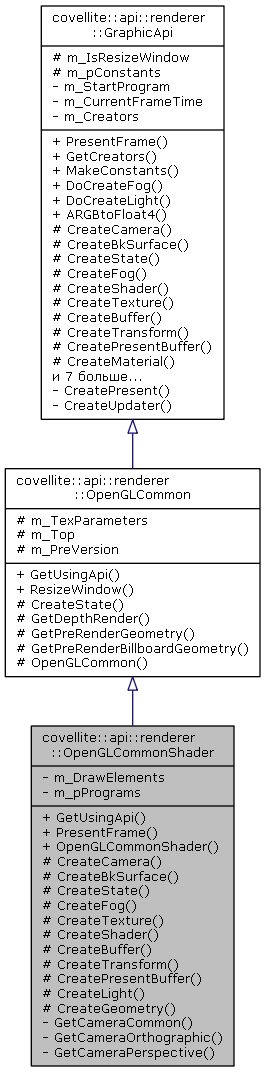 covellite::api::renderer
::GraphicApi
# m_IsResizeWindow
# m_pConstants
- m_StartProgram
- m_CurrentFrameTime
- m_Creators
+ PresentFrame()
+ GetCreators()
+ MakeConstants()
+ DoCreateFog()
+ DoCreateLight()
+ ARGBtoFloat4()
# CreateCamera()
# CreateBkSurface()
# CreateState()
# CreateFog()
# CreateShader()
# CreateTexture()
# CreateBuffer()
# CreateTransform()
# CreatePresentBuffer()
# CreateMaterial()
и 7 больше...
- CreatePresent()
- CreateUpdater()
covellite::api::renderer
::OpenGLCommon
# m_TexParameters
# m_Top
# m_PreVersion
+ GetUsingApi()
+ ResizeWindow()
# CreateState()
# GetDepthRender()
# GetPreRenderGeometry()
# GetPreRenderBillboardGeometry()
# OpenGLCommon()
covellite::api::renderer
::OpenGLCommonShader
- m_DrawElements
- m_pPrograms
+ GetUsingApi()
+ PresentFrame()
+ OpenGLCommonShader()
# CreateCamera()
# CreateBkSurface()
# CreateState()
# CreateFog()
# CreateTexture()
# CreateShader()
# CreateBuffer()
# CreateTransform()
# CreatePresentBuffer()
# CreateLight()
# CreateGeometry()
- GetCameraCommon()
- GetCameraOrthographic()
- GetCameraPerspective()